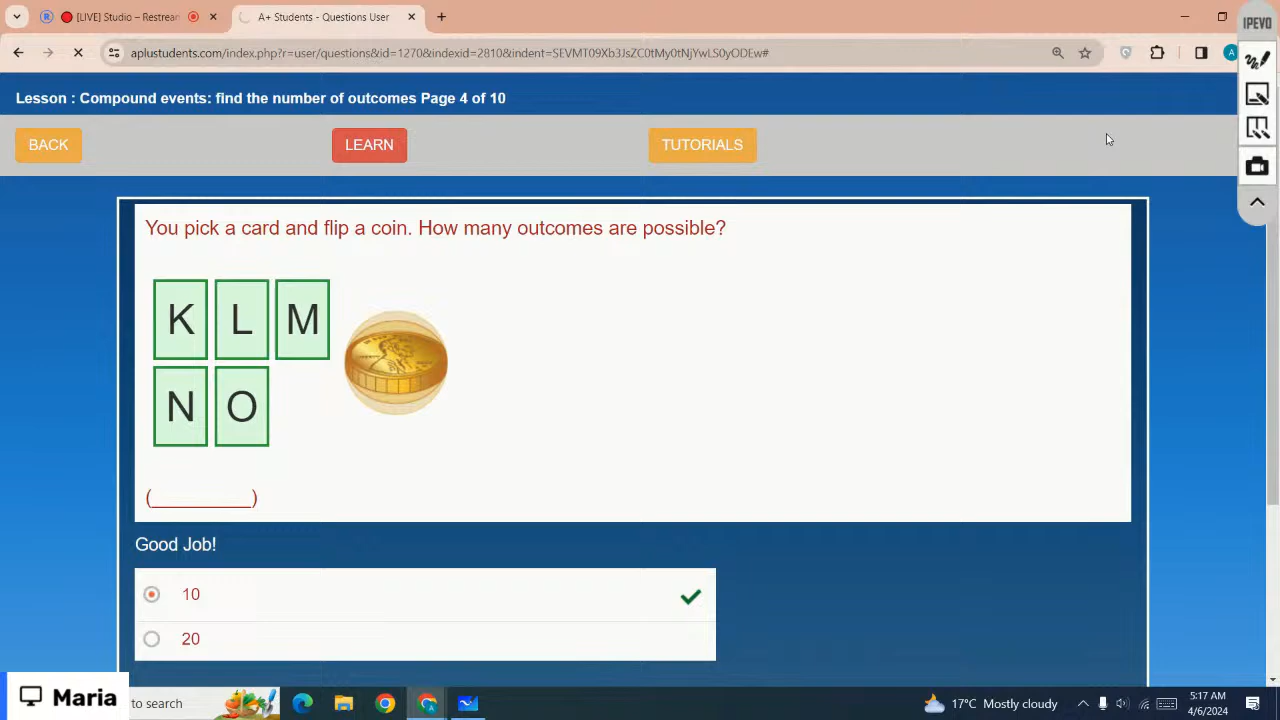 [LIVE] Studio – Restrean
A+ Students - Questions User
aplustudents.com/index.php?r=user/questions&id=1270&indexid=2810&indent=SEVMT09Xb3JsZC0tMy0tNjYwLS0yODEw#
IPEVO
Lesson : Compound events: find the number of outcomes Page 4 of 10
BACK
LEARN
TUTORIALS
You pick a card and flip a coin. How many outcomes are possible?
K L M
N O
(__________)
Good Job!
10
20
Maria
to search
17°C Mostly cloudy
5:17 AM
4/6/2024